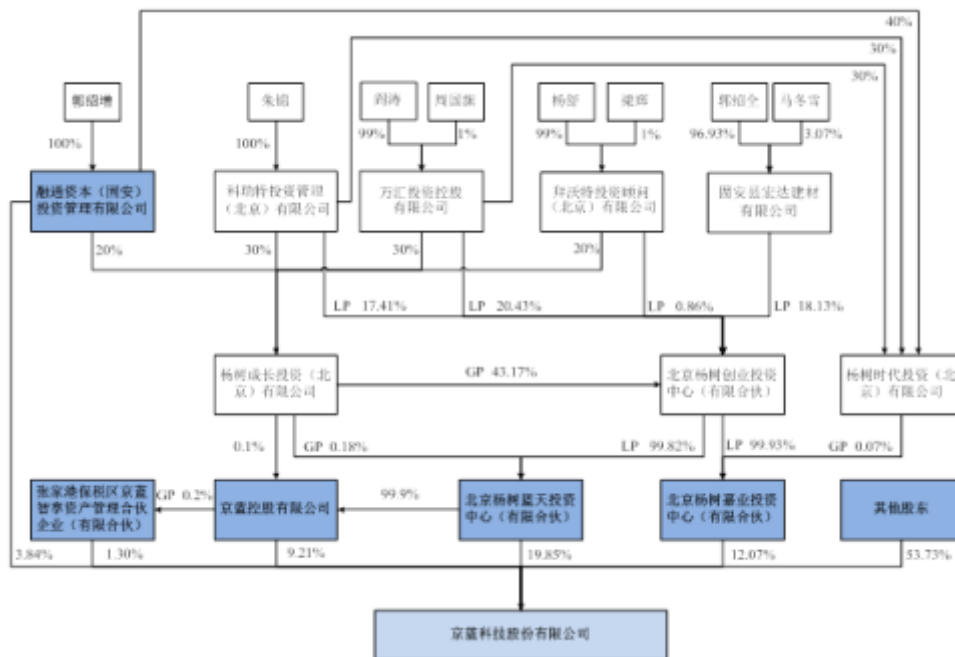 40%
30%
30%
郭绍增
朱锦
阎涛
周国旗
杨舒
梁辉
郭绍全
马冬雪
100%
100%
99%
1%
99%
1%
96.93%
3.07%
融通资本（固安）
投资管理有限公司
科瑞特投资管理
（北京）有限公司
万汇投资控股
有限公司
拜沃特投资顾问
（北京）有限公司
固安县宏达建材
有限公司
20%
30%
30%
20%
LP 17.41%
LP 20.43%
LP 0.86%
LP 18.13%
杨树成长投资（北
京）有限公司
GP 43.17%
北京杨树创业投资
中心（有限合伙）
杨树时代投资（北
京）有限公司
0.1%
GP 0.18%
LP 99.82%
LP 99.93%
GP 0.07%
张家港保税区京蓝
智享资产管理合伙
企业（有限合伙）
GP 0.2%
京蓝控股有限公司
99.9%
北京杨树蓝天投资
中心（有限合伙）
北京杨树嘉业投资
中心（有限合伙）
其他股东
3.84%
1.30%
9.21%
19.85%
12.07%
53.73%
京蓝科技股份有限公司